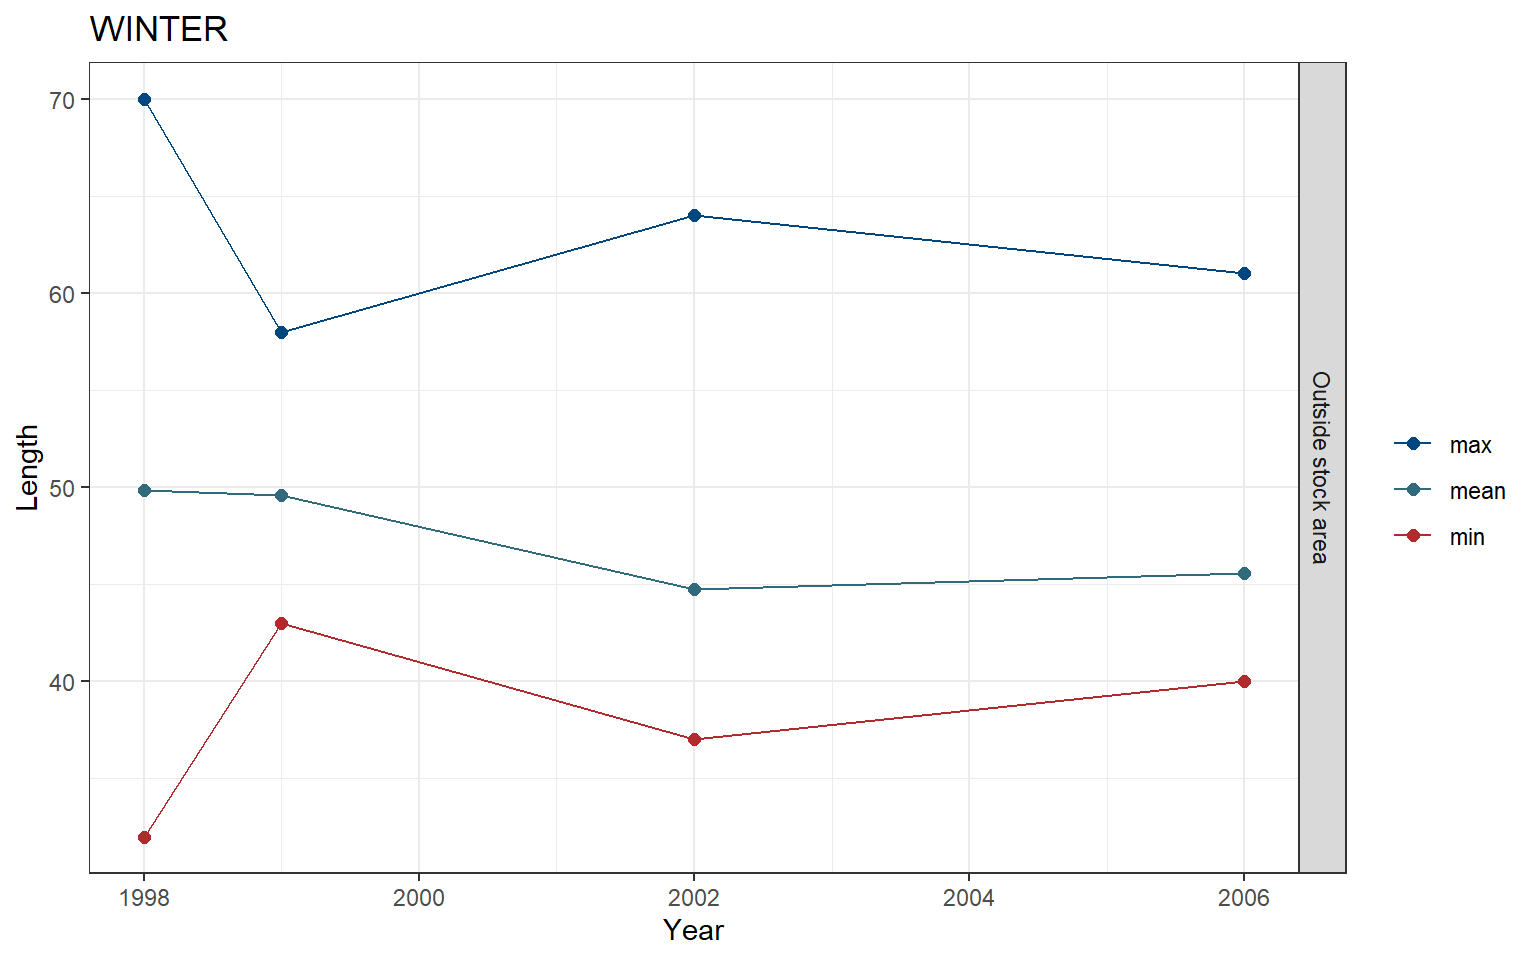 WINTER
70
60
50
40
Length
1998
2000
2002
2004
2006
Year
Outside stock area
max
mean
min